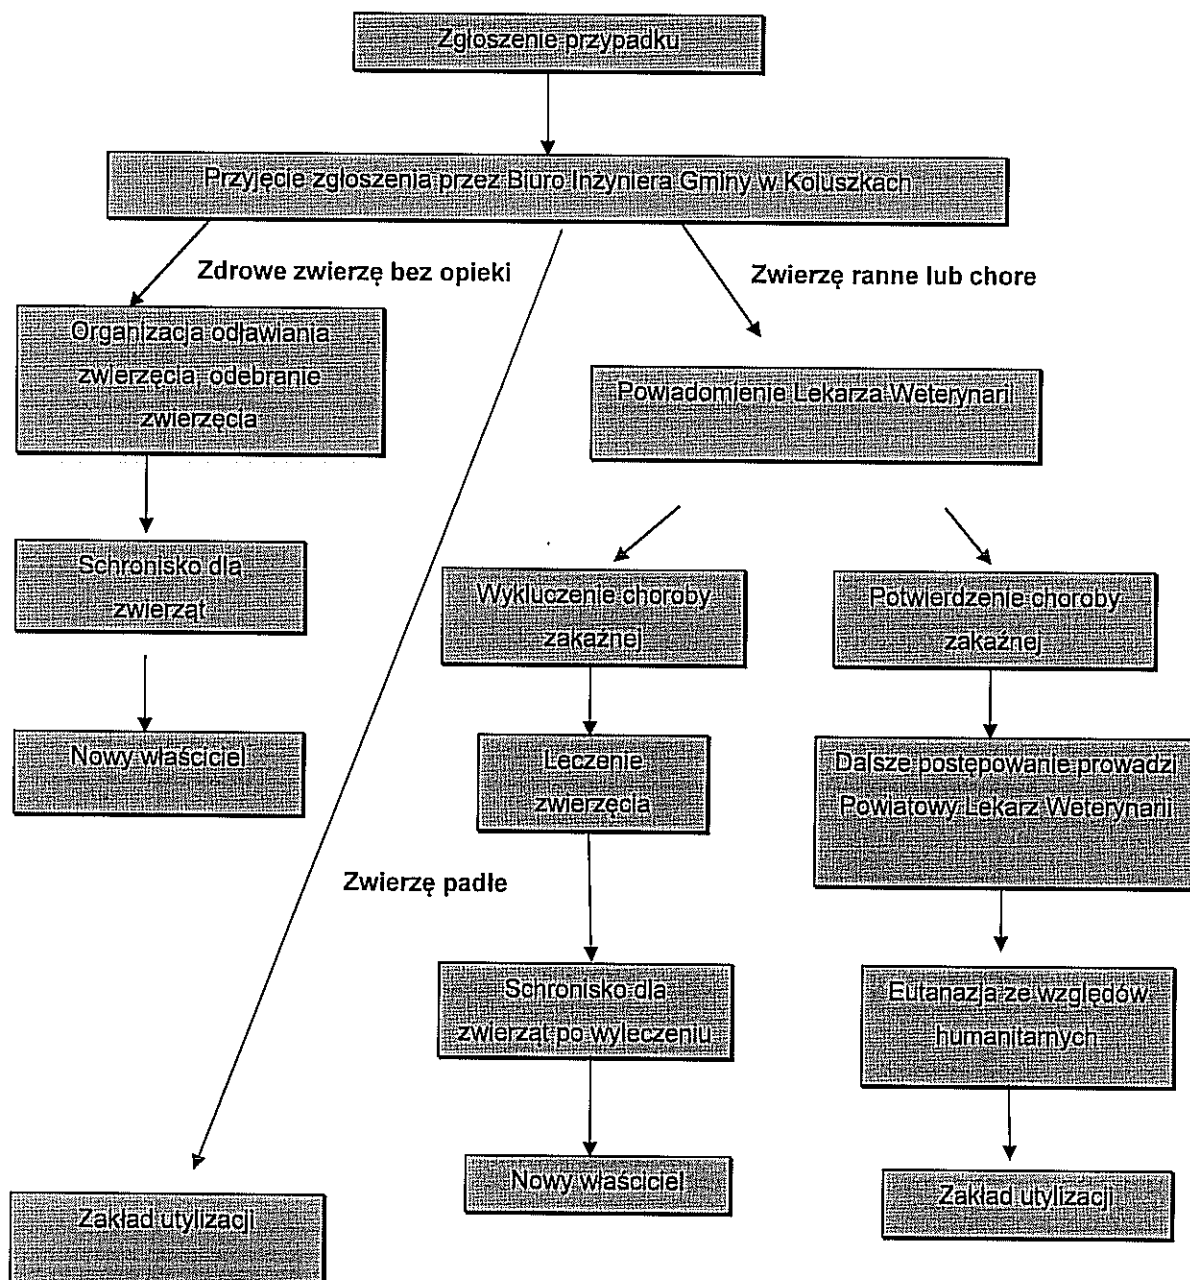 Zgłoszenie przypadku
Przyjęcie zgłoszenia przez Biuro Inżyniera Gminy w Koluszkach
Zdrowe zwierzę bez opieki
Zwierzę ranne lub chore
Organizacja odławiania
zwierzęcia, odebranie
zwierzęcia
Powiadomienie Lekarza Weterynarii
Schronisko dla
zwierząt
Wykluczenie choroby
zakaźnej
Potwierdzenie choroby
zakaźnej
Nowy właściciel
Leczenie
zwierzęcia
Dalsze postępowanie prowadzi
Powiatowy Lekarz Weterynarii
Zwierzę padłe
Schronisko dla
zwierząt po wyleczeniu
Eutanazja ze względów
humanitarnych
Nowy właściciel
Zakład utylizacji
Zakład utylizacji